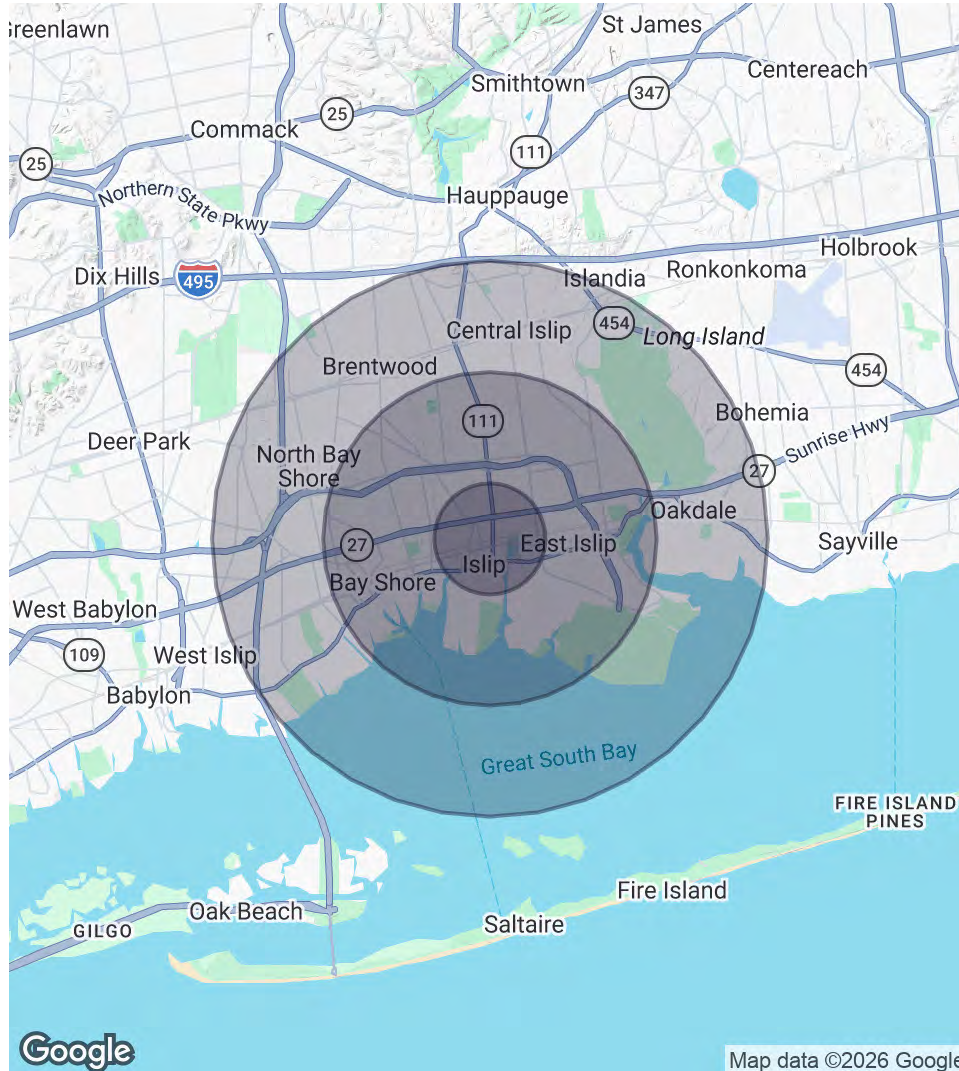 Greenlawn
St James
Centereach
Smithtown
347
25
Commack
111
25
Northern State Pkwy
Hauppauge
Holbrook
Dix Hills
495
Islandia
Ronkonkoma
Central Islip
454
Long Island
Brentwood
454
111
Bohemia
Deer Park
North Bay
Shore
Sunrise Hwy
27
Oakdale
27
East Islip
Sayville
Islip
Bay Shore
West Babylon
109
West Islip
Babylon
Great South Bay
FIRE ISLAND
PINES
Fire Island
Oak Beach
Saltaire
GILGO
Google
Map data ©2026 Google